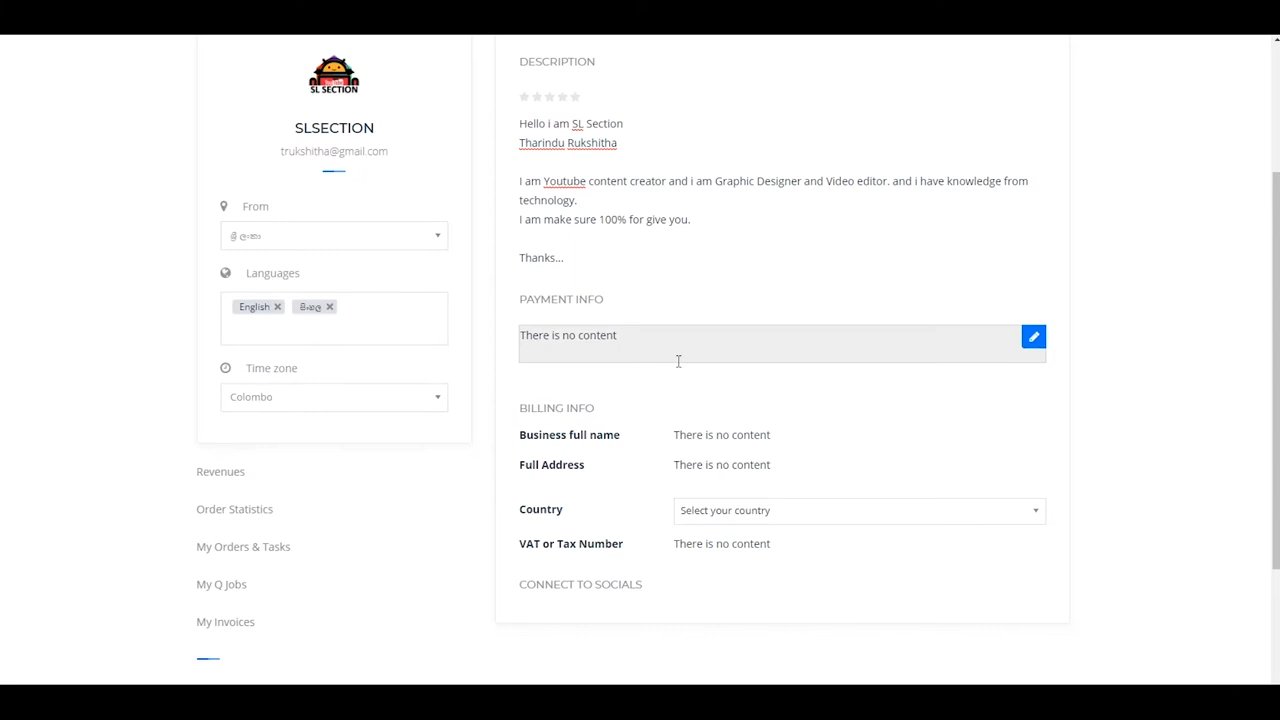 SL SECTION
SLSECTION
trukshitha@gmail.com
From
ශ්‍රී ලංකාව
Languages
English ×
සිංහල ×
Time zone
Colombo
Revenues
Order Statistics
My Orders & Tasks
My Q Jobs
My Invoices
DESCRIPTION
Hello i am SL Section
Tharindu Rukshitha
I am Youtube content creator and i am Graphic Designer and Video editor. and i have knowledge from
technology.
I am make sure 100% for give you.
Thanks...
PAYMENT INFO
There is no content
BILLING INFO
Business full name There is no content
Full Address There is no content
Country Select your country
VAT or Tax Number There is no content
CONNECT TO SOCIALS